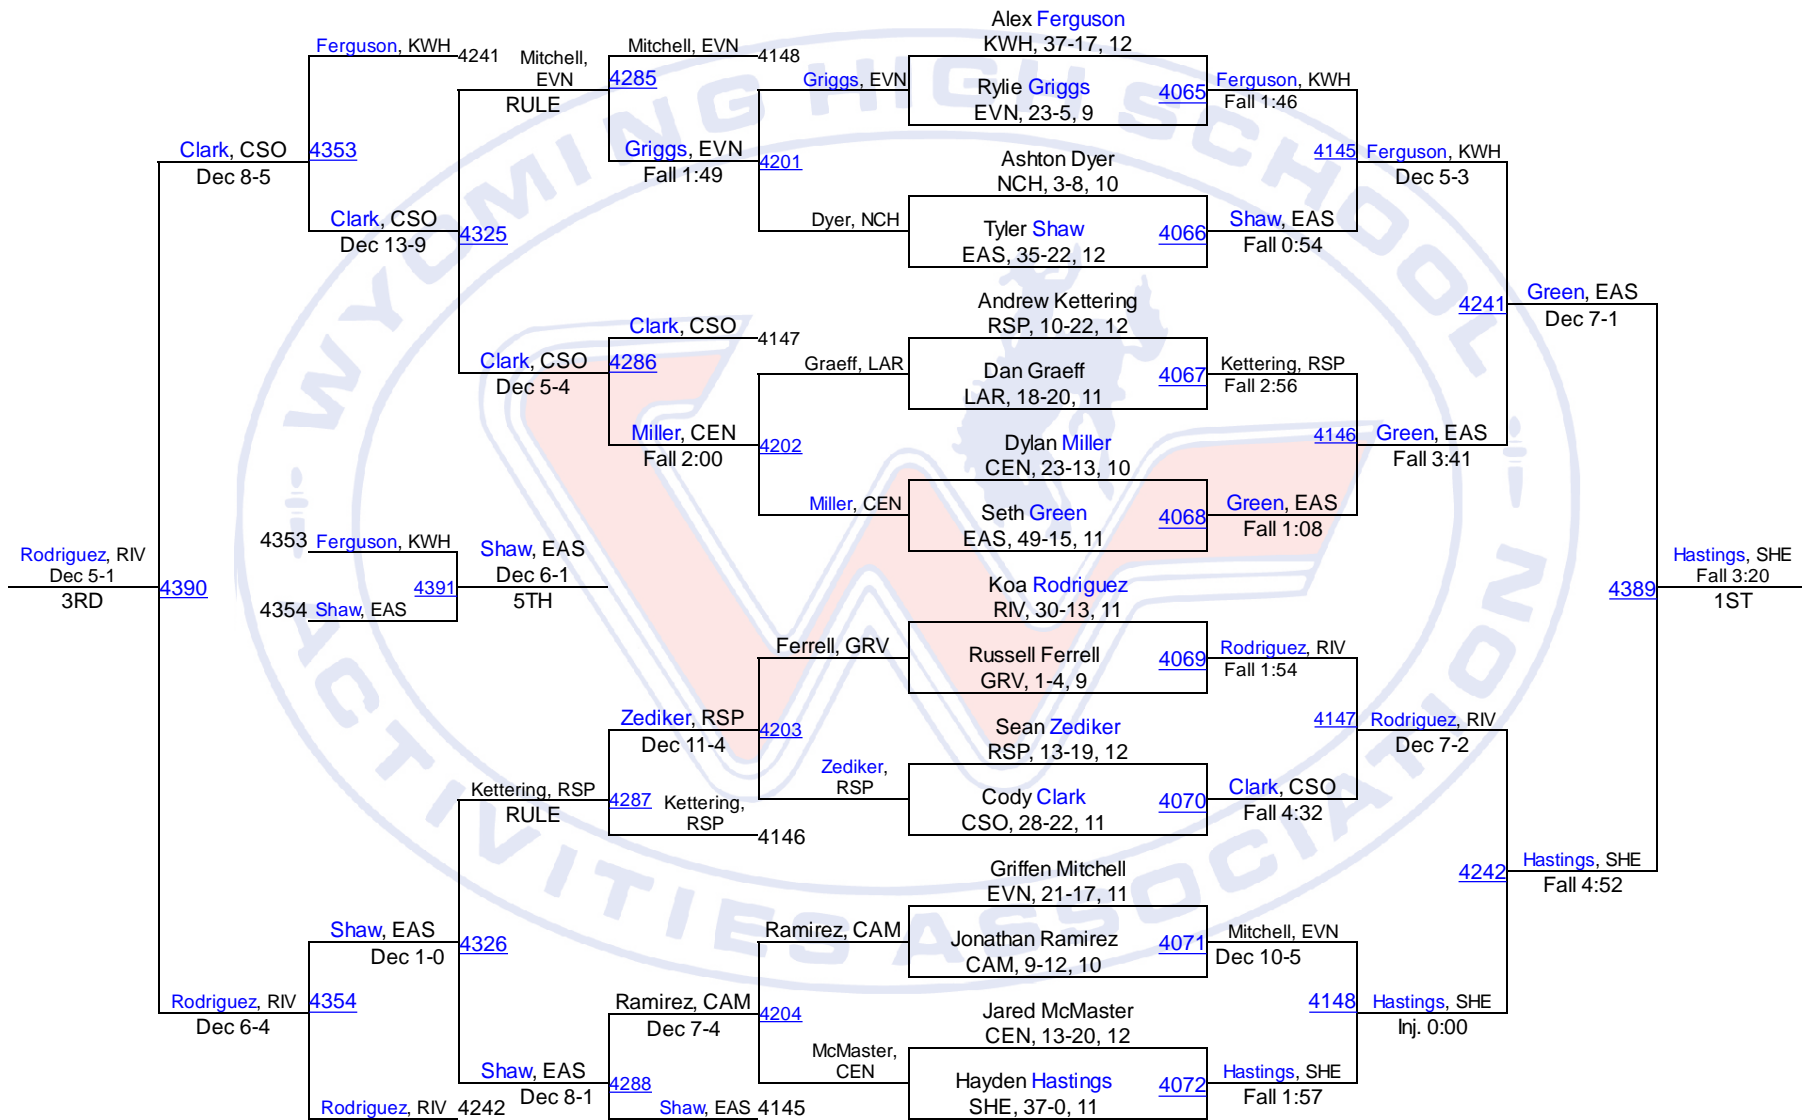 Alex Ferguson
KWH, 37-17, 12
Rylie Griggs
EVN, 23-5, 9
4065
Ashton Dyer
NCH, 3-8, 10
Tyler Shaw
EAS, 35-22, 12
4066
Andrew Kettering
RSP, 10-22, 12
Dan Graeff
LAR, 18-20, 11
4067
Dylan Miller
CEN, 23-13, 10
Seth Green
EAS, 49-15, 11
4068
Koa Rodriguez
RIV, 30-13, 11
Russell Ferrell
GRV, 1-4, 9
4069
Sean Zediker
RSP, 13-19, 12
Cody Clark
CSO, 28-22, 11
4070
Griffen Mitchell
EVN, 21-17, 11
Jonathan Ramirez
CAM, 9-12, 10
4071
Jared McMaster
CEN, 13-20, 12
Hayden Hastings
SHE, 37-0, 11
4072
Ferguson, KWH
Fall 1:46
4145
Shaw, EAS
Fall 0:54
Kettering, RSP
Fall 2:56
4146
Green, EAS
Fall 1:08
Rodriguez, RIV
Fall 1:54
4147
Clark, CSO
Fall 4:32
Mitchell, EVN
Dec 10-5
4148
Hastings, SHE
Fall 1:57
Ferguson, KWH
Dec 5-3
4241
Green, EAS
Fall 3:41
Rodriguez, RIV
Dec 7-2
4242
Hastings, SHE
Inj. 0:00
Green, EAS
Dec 7-1
4389
Hastings, SHE
Fall 4:52
Hastings, SHE
Fall 3:20
1ST
Griggs, EVN
4201
Dyer, NCH
Graeff, LAR
4202
Miller, CEN
Ferrell, GRV
4203
Zediker,
RSP
Ramirez, CAM
4204
McMaster,
CEN
Mitchell, EVN
4148
4285
Griggs, EVN
Fall 1:49
Clark, CSO
4147
4286
Miller, CEN
Fall 2:00
Zediker, RSP
Dec 11-4
4287
Kettering,
RSP
4146
Ramirez, CAM
Dec 7-4
4288
Shaw, EAS
4145
Mitchell,
EVN
RULE
4325
Clark, CSO
Dec 5-4
Kettering, RSP
RULE
4326
Shaw, EAS
Dec 8-1
Ferguson, KWH
4241
4353
Clark, CSO
Dec 13-9
Shaw, EAS
Dec 1-0
4354
Rodriguez, RIV
4242
Clark, CSO
Dec 8-5
4390
Rodriguez, RIV
Dec 6-4
Rodriguez, RIV
Dec 5-1
3RD
4353
Ferguson, KWH
4391
4354
Shaw, EAS
Shaw, EAS
Dec 6-1
5TH
WYOMING HIGH SCHOOL
ACTIVITIES ASSOCIATION